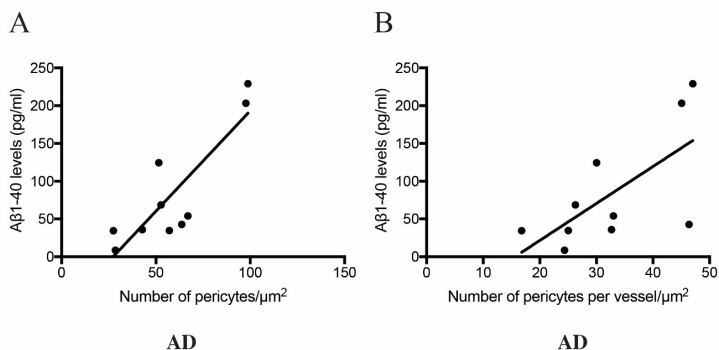 A
B
Aβ1-40 levels (pg/ml)
250
200
150
100
50
0
0
50
100
150
Number of pericytes/µm²
AD
Aβ1-40 levels (pg/ml)
250
200
150
100
50
0
0
10
20
30
40
50
Number of pericytes per vessel/µm²
AD